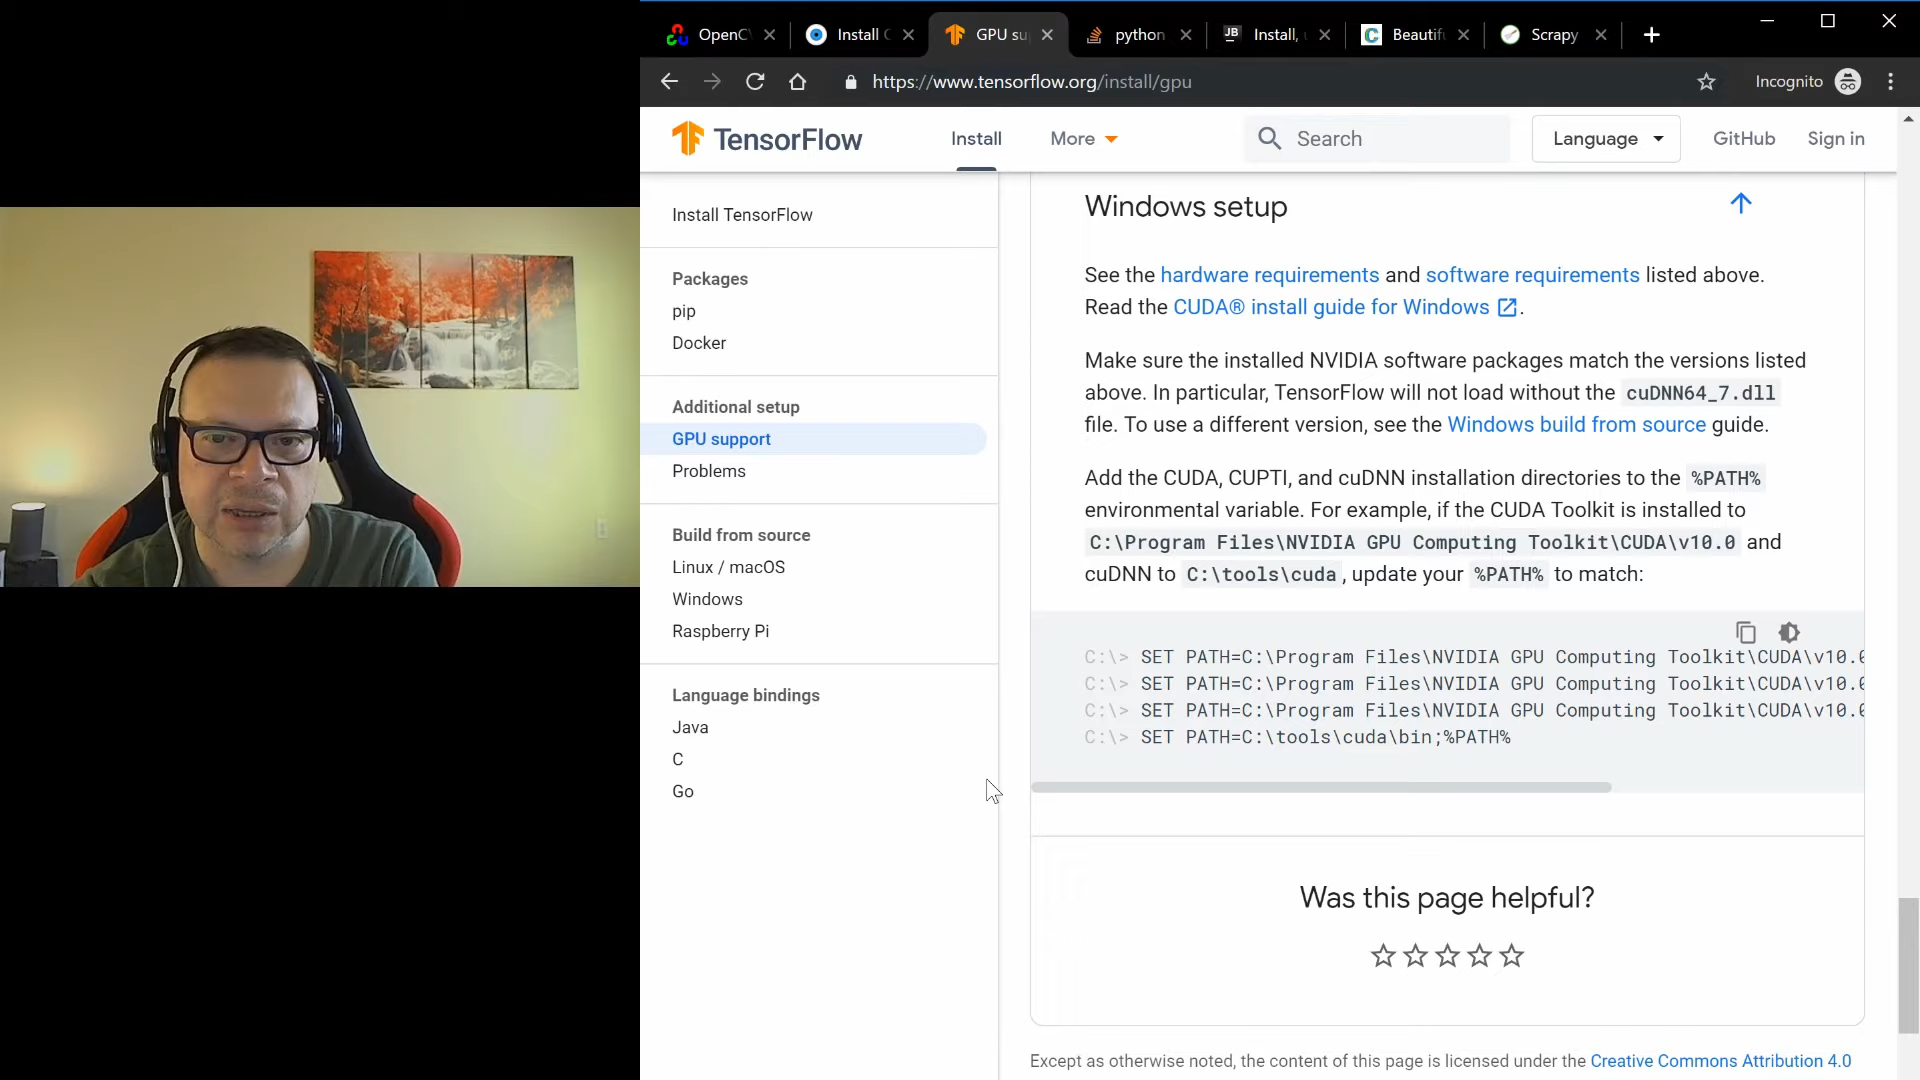 OpenCV
Install
GPU su
python
Install,
Beautif
Scrapy
https://www.tensorflow.org/install/gpu
Incognito
TensorFlow
Install
More
Search
Language
GitHub
Sign in
Install TensorFlow
Packages
pip
Docker
Additional setup
GPU support
Problems
Build from source
Linux / macOS
Windows
Raspberry Pi
Language bindings
Java
C
Go
Windows setup
See the hardware requirements and software requirements listed above.
Read the CUDA® install guide for Windows.
Make sure the installed NVIDIA software packages match the versions listed
above. In particular, TensorFlow will not load without the cuDNN64_7.dll
file. To use a different version, see the Windows build from source guide.
Add the CUDA, CUPTI, and cuDNN installation directories to the %PATH%
environmental variable. For example, if the CUDA Toolkit is installed to
C:\Program Files\NVIDIA GPU Computing Toolkit\CUDA\v10.0 and
cuDNN to C:\tools\cuda, update your %PATH% to match:
C:\> SET PATH=C:\Program Files\NVIDIA GPU Computing Toolkit\CUDA\v10.0
C:\> SET PATH=C:\Program Files\NVIDIA GPU Computing Toolkit\CUDA\v10.0
C:\> SET PATH=C:\Program Files\NVIDIA GPU Computing Toolkit\CUDA\v10.0
C:\> SET PATH=C:\tools\cuda\bin;%PATH%
Was this page helpful?
Except as otherwise noted, the content of this page is licensed under the Creative Commons Attribution 4.0